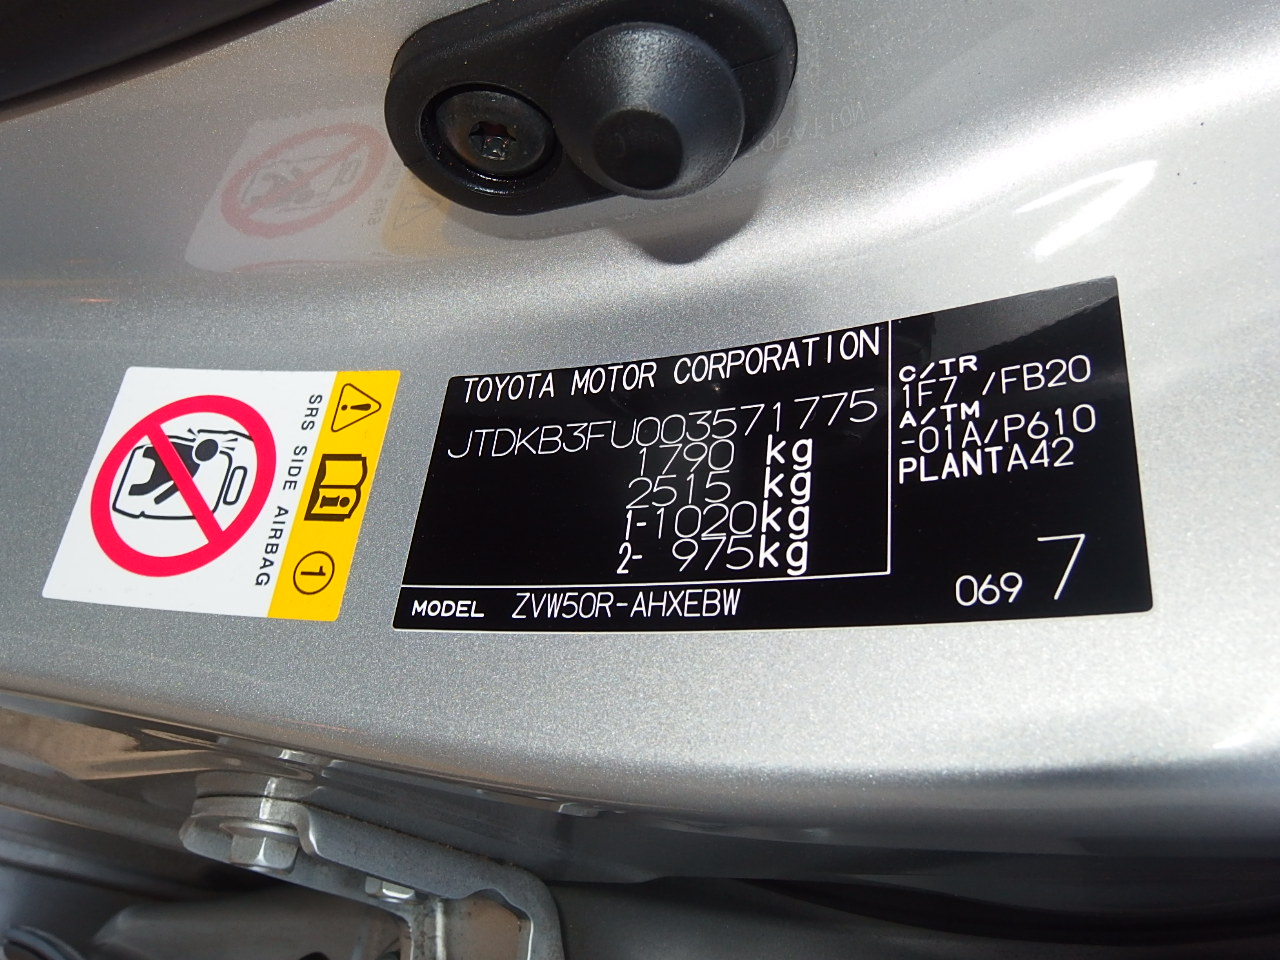 SRS SIDE AIRBAG
1
TOYOTA MOTOR CORPORATION
JTDKB3FU003571775
1790 kg
2515 kg
1-1020kg
2- 975kg
MODEL ZVW50R-AHXEBW
C/TR
1F7 /FB20
A/TM
-01A/P610
PLANTA42
069 7